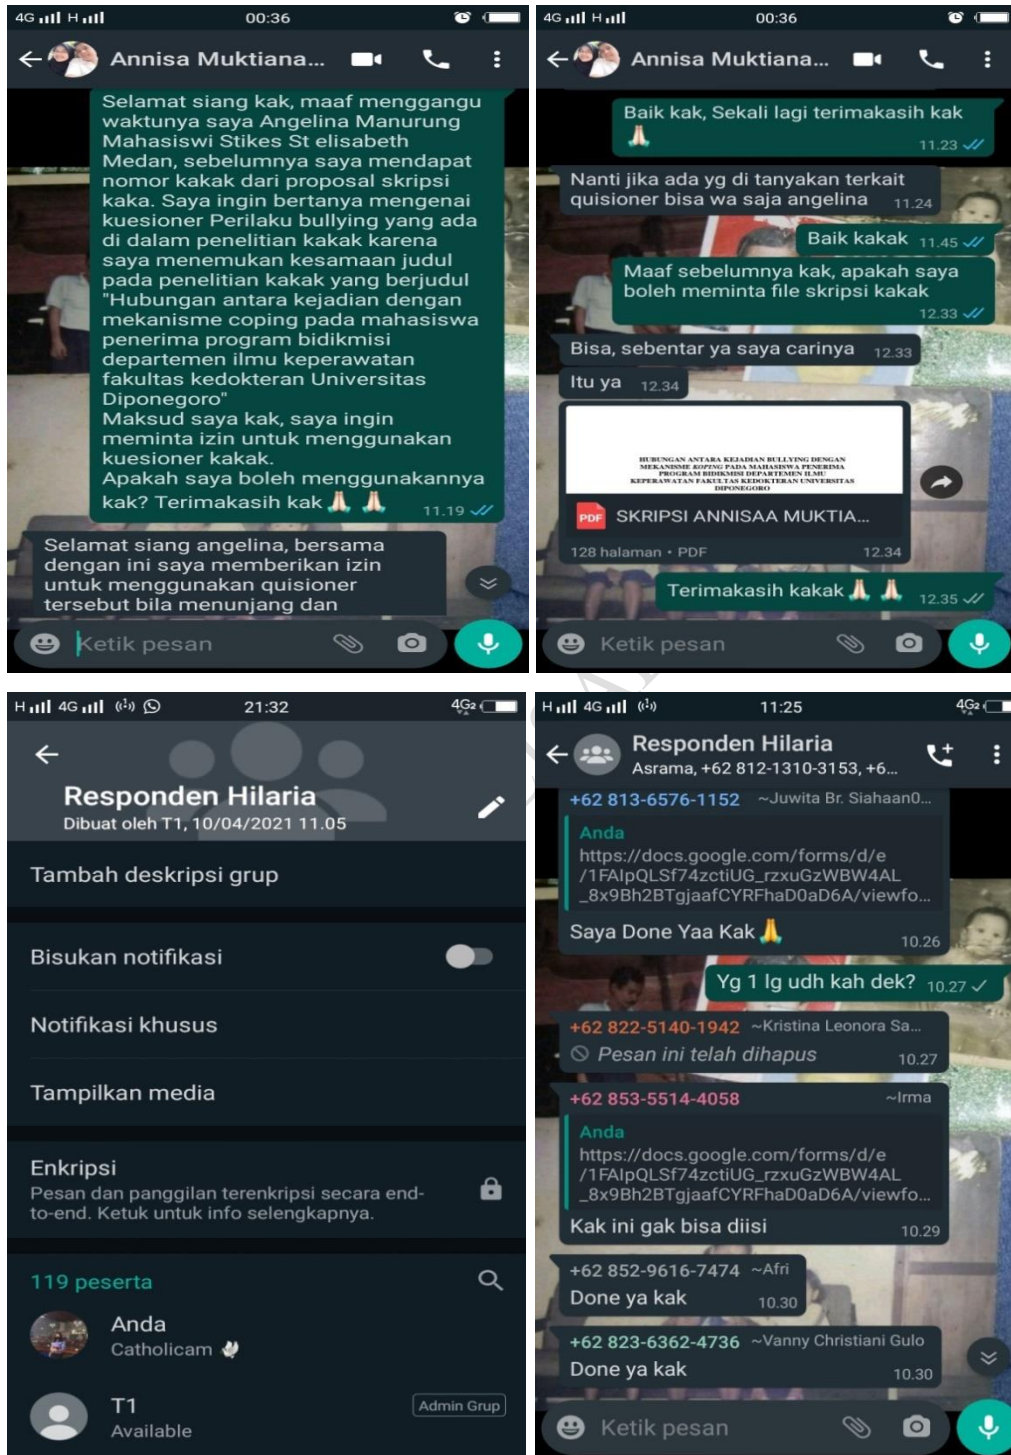 4G H 00:36
Annisa Muktiana...
Selamat siang kak, maaf menggangu
waktunya saya Angelina Manurung
Mahasiswi Stikes St elisabeth
Medan, sebelumnya saya mendapat
nomor kakak dari proposal skripsi
kaka. Saya ingin bertanya mengenai
kuesioner Perilaku bullying yang ada
di dalam penelitian kakak karena
saya menemukan kesamaan judul
pada penelitian kakak yang berjudul
"Hubungan antara kejadian dengan
mekanisme coping pada mahasiswa
penerima program bidikmisi
departemen ilmu keperawatan
fakultas kedokteran Universitas
Diponegoro"
Maksud saya kak, saya ingin
meminta izin untuk menggunakan
kuesioner kakak.
Apakah saya boleh menggunakannya
kak? Terimakasih kak 🙏🏻 🙏🏻 11.19
Selamat siang angelina, bersama
dengan ini saya memberikan izin
untuk menggunakan quisioner
tersebut bila menunjang dan
Ketik pesan
4G H 00:36
Annisa Muktiana...
Baik kak, Sekali lagi terimakasih kak
🙏🏻 11.23
Nanti jika ada yg di tanyakan terkait
quisioner bisa wa saja angelina 11.24
Baik kakak 11.45
Maaf sebelumnya kak, apakah saya
boleh meminta file skripsi kakak
12.33
Bisa, sebentar ya saya carinya 12.33
Itu ya 12.34
HUBUNGAN ANTARA KEJADIAN BULLYING DENGAN
MEKANISME KOPING PADA MAHASISWA PENERIMA
PROGRAM BIDIKMISI DEPARTEMEN ILMU
KEPERAWATAN FAKULTAS KEDOKTERAN UNIVERSITAS
DIPONEGORO
PDF SKRIPSI ANNISAA MUKTIA...
128 halaman • PDF 12.34
Terimakasih kakak 🙏🏻 🙏🏻 12.35
Ketik pesan
H 4G 21:32 4G2
Responden Hilaria
Dibuat oleh T1, 10/04/2021 11.05
Tambah deskripsi grup
Bisukan notifikasi
Notifikasi khusus
Tampilkan media
Enkripsi
Pesan dan panggilan terenkripsi secara end-
to-end. Ketuk untuk info selengkapnya.
119 peserta
Anda
Catholicam 🕊
T1 Admin Grup
Available
H 4G 11:25 4G2
Responden Hilaria
Asrama, +62 812-1310-3153, +6...
+62 813-6576-1152 ~Juwita Br. Siahaan0...
Anda
https://docs.google.com/forms/d/e
/1FAIpQLSf74zctiUG_rzxuGzWBW4AL
_8x9Bh2BTgjaafCYRFhaD0aD6A/viewfo...
Saya Done Yaa Kak 🙏 10.26
Yg 1 lg udh kah dek? 10.27
+62 822-5140-1942 ~Kristina Leonora Sa...
Pesan ini telah dihapus 10.27
+62 853-5514-4058 ~Irma
Anda
https://docs.google.com/forms/d/e
/1FAIpQLSf74zctiUG_rzxuGzWBW4AL
_8x9Bh2BTgjaafCYRFhaD0aD6A/viewfo...
Kak ini gak bisa diisi 10.29
+62 852-9616-7474 ~Afri
Done ya kak 10.30
+62 823-6362-4736 ~Vanny Christiani Gulo
Done ya kak 10.30
Ketik pesan